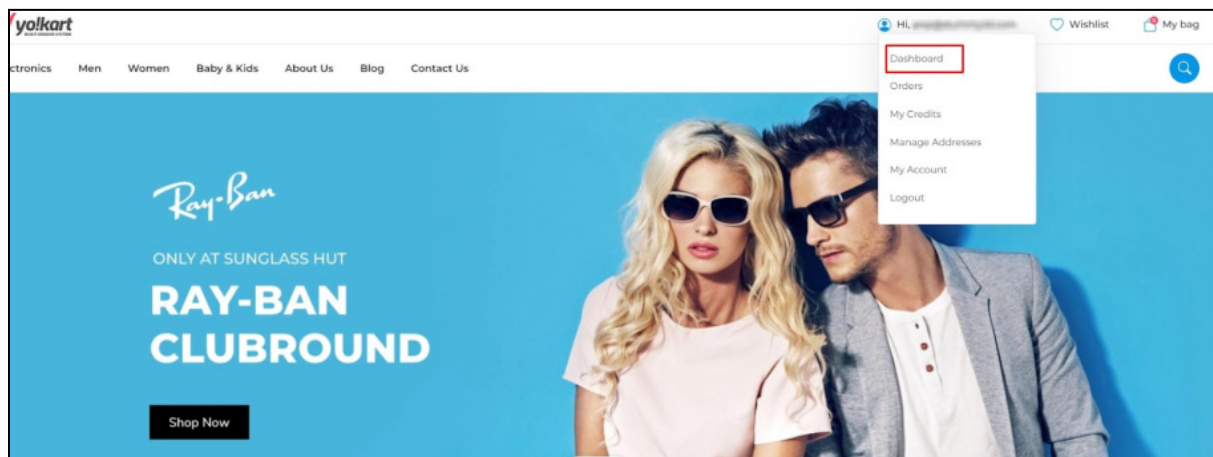 yo!kart
Hi,
Wishlist
0
My bag
ctronics
Men
Women
Baby & Kids
About Us
Blog
Contact Us
Dashboard
Orders
My Credits
Manage Addresses
My Account
Logout
Ray-Ban
ONLY AT SUNGLASS HUT
RAY-BAN
CLUBROUND
Shop Now